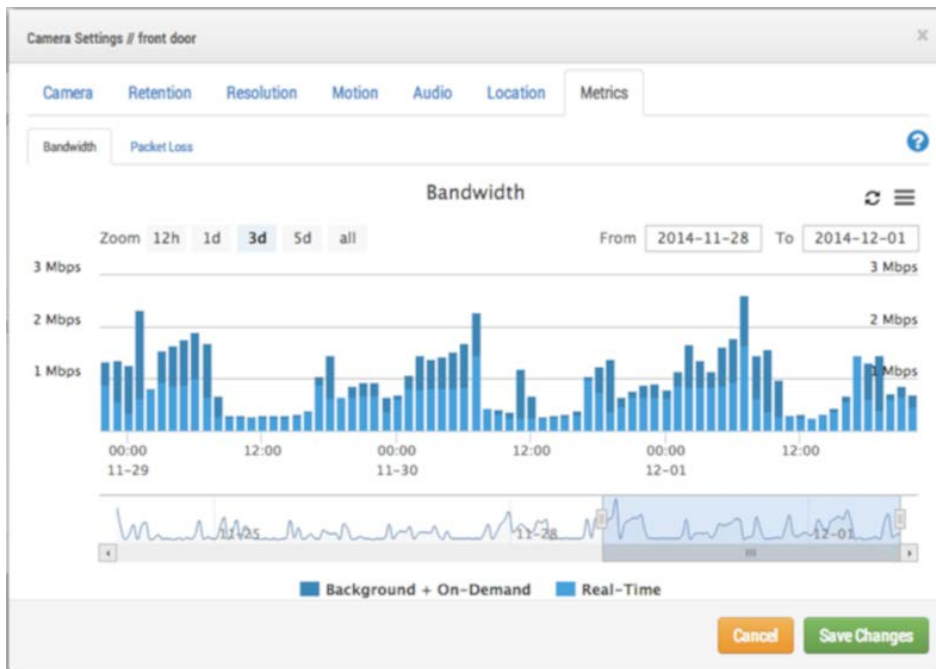 Camera Settings // front door ×
Camera Retention Resolution Motion Audio Location Metrics
Bandwidth Packet Loss ?
Bandwidth
Zoom 12h 1d 3d 5d all From 2014-11-28 To 2014-12-01
3 Mbps 3 Mbps
2 Mbps 2 Mbps
1 Mbps 1 Mbps
00:00 12:00 00:00 12:00 00:00 12:00
11-29 11-30 12-01
11-25 11-28 12-01
Background + On-Demand Real-Time
Cancel Save Changes